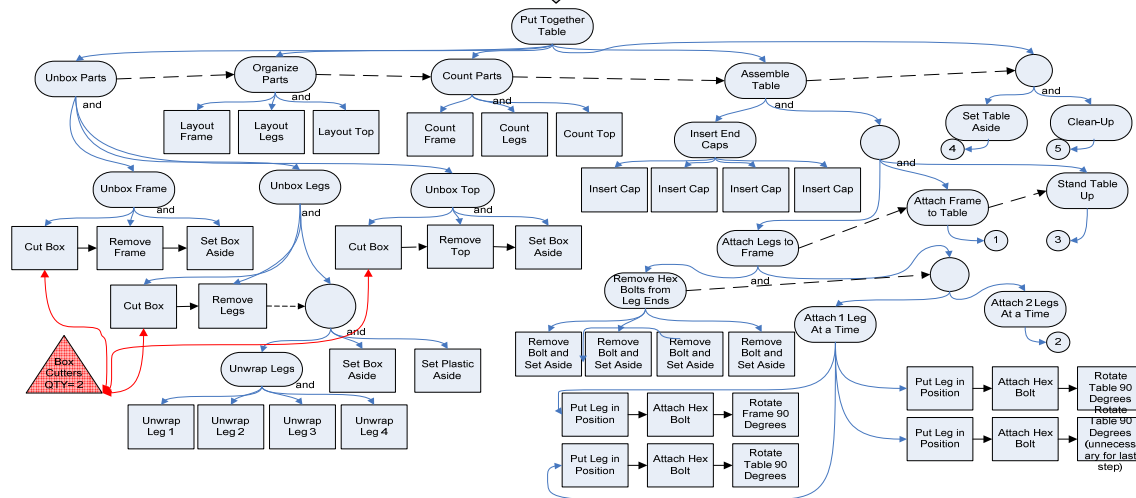 Put Together
Table
Unbox Parts
Organize
Parts
Count Parts
Assemble
Table
and
and
and
and
and
Layout
Frame
Layout
Legs
Layout Top
Count
Frame
Count
Legs
Count Top
Insert End
Caps
Set Table
Aside
Clean-Up
4
5
Insert Cap
Insert Cap
Insert Cap
Insert Cap
and
Unbox Frame
Unbox Legs
Unbox Top
and
and
and
Attach Frame
to Table
Stand Table
Up
1
3
Cut Box
Remove
Frame
Set Box
Aside
Cut Box
Remove
Top
Set Box
Aside
Attach Legs to
Frame
and
Cut Box
Remove
Legs
and
Remove Hex
Bolts from
Leg Ends
Attach 1 Leg
At a Time
Attach 2 Legs
At a Time
2
Box
Cutters
QTY= 2
Unwrap Legs
and
Set Box
Aside
Set Plastic
Aside
Remove
Bolt and
Set Aside
Remove
Bolt and
Set Aside
Remove
Bolt and
Set Aside
Remove
Bolt and
Set Aside
Unwrap
Leg 1
Unwrap
Leg 2
Unwrap
Leg 3
Unwrap
Leg 4
Put Leg in
Position
Attach Hex
Bolt
Rotate
Frame 90
Degrees
Put Leg in
Position
Attach Hex
Bolt
Rotate
Table 90
Degrees
Put Leg in
Position
Attach Hex
Bolt
Rotate
Table 90
Degrees
Put Leg in
Position
Attach Hex
Bolt
Rotate
Table 90
Degrees
(unnecess
ary for last
step)